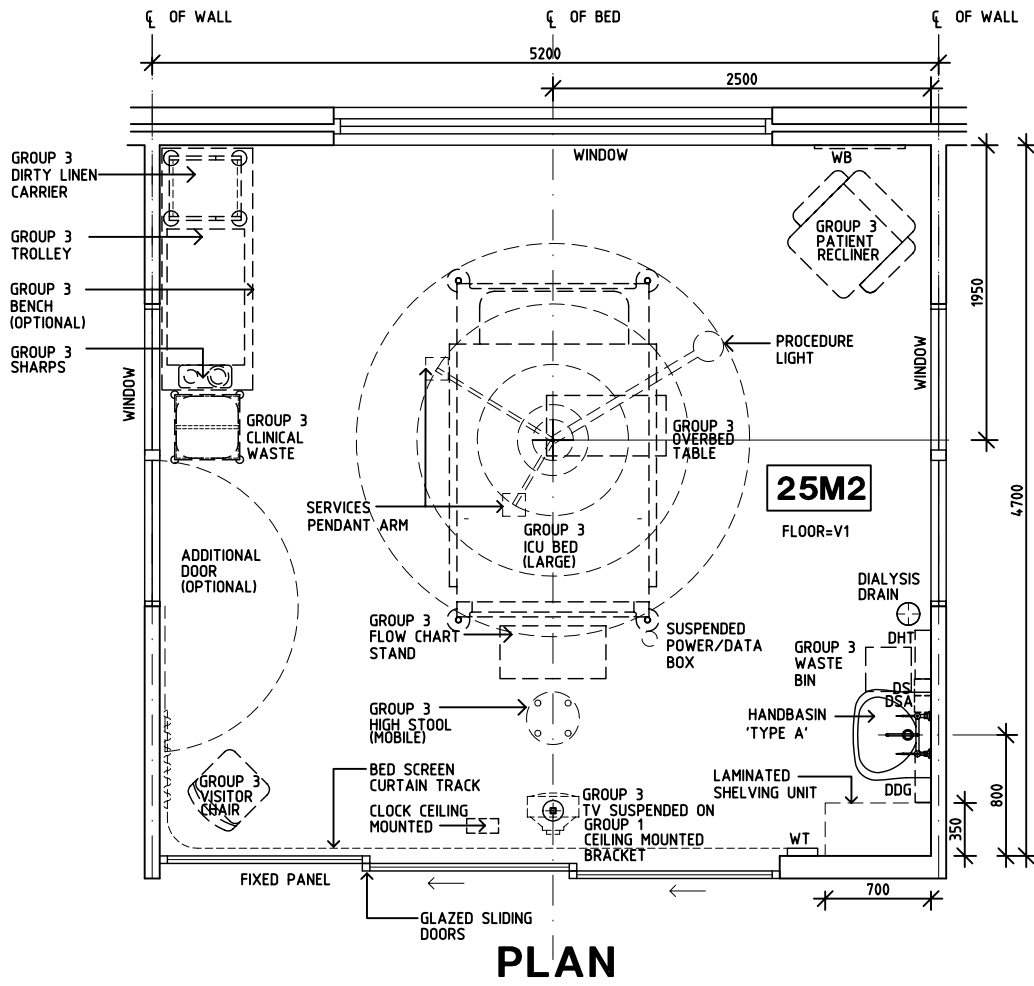 ℄ OF WALL
℄ OF BED
℄ OF WALL
5200
2500
WINDOW
WB
GROUP 3
DIRTY LINEN
CARRIER
GROUP 3
TROLLEY
GROUP 3
BENCH
(OPTIONAL)
GROUP 3
SHARPS
WINDOW
GROUP 3
CLINICAL
WASTE
GROUP 3
PATIENT
RECLINER
1950
PROCEDURE
LIGHT
WINDOW
GROUP 3
OVERBED
TABLE
25M2
FLOOR=V1
4700
SERVICES
PENDANT ARM
GROUP 3
ICU BED
(LARGE)
ADDITIONAL
DOOR
(OPTIONAL)
DIALYSIS
DRAIN
GROUP 3
FLOW CHART
STAND
SUSPENDED
POWER/DATA
BOX
DHT
GROUP 3
WASTE
BIN
DS
DSA
GROUP 3
HIGH STOOL
(MOBILE)
HANDBASIN
'TYPE A'
BED SCREEN
CURTAIN TRACK
LAMINATED
SHELVING UNIT
DDG
800
350
GROUP 3
VISITOR
CHAIR
CLOCK CEILING
MOUNTED
GROUP 3
TV SUSPENDED ON
GROUP 1
CEILING MOUNTED
BRACKET
WT
FIXED PANEL
700
GLAZED SLIDING
DOORS
PLAN